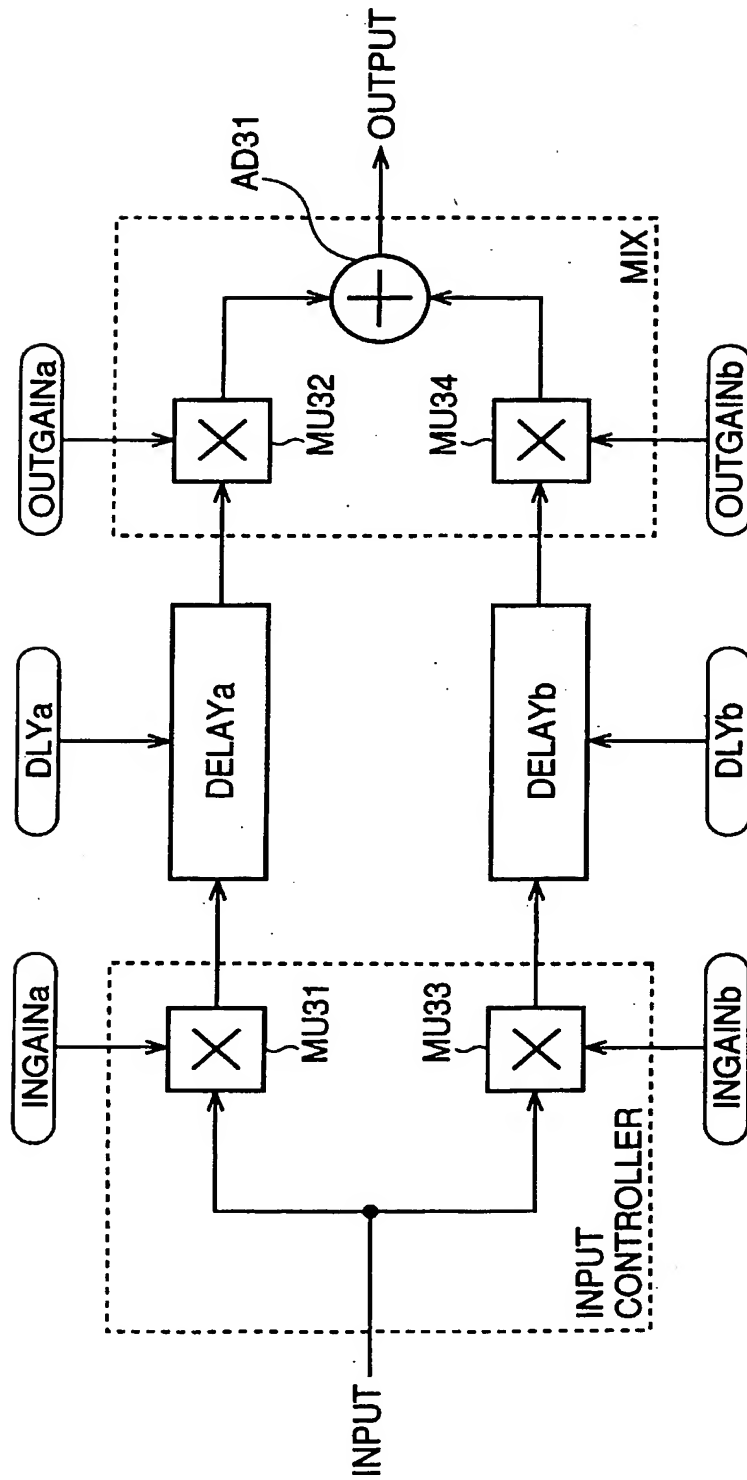 INGAINa
DLYa
OUTGAINa
MU31
DELAYa
MU32
AD31
INPUT
OUTPUT
MU33
DELAYb
MU34
INPUT
CONTROLLER
MIX
INGAINb
DLYb
OUTGAINb